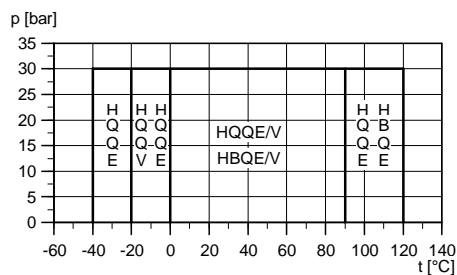 p [bar]
35
30
25
20
15
10
5
0
H Q Q E
H Q Q V
H Q Q E
HQQE/V
HBQE/V
H Q Q E
H B Q E
-60 -40 -20 0 20 40 60 80 100 120 140
t [°C]